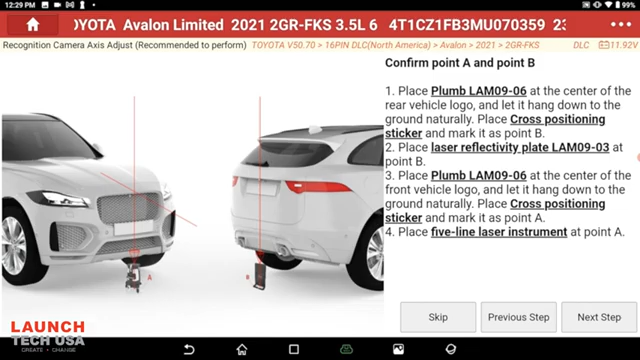 12:29 PM
99%
OYOTA Avalon Limited 2021 2GR-FKS 3.5L 6 4T1CZ1FB3MU070359 23
Recognition Camera Axis Adjust (Recommended to perform) TOYOTA V50.70 > 16PIN DLC(North America) > Avalon > 2021 > 2GR-FKS DLC 11.92V
Confirm point A and point B
1. Place Plumb LAM09-06 at the center of the
rear vehicle logo, and let it hang down to the
ground naturally. Place Cross positioning
sticker and mark it as point B.
2. Place laser reflectivity plate LAM09-03 at
point B.
3. Place Plumb LAM09-06 at the center of the
front vehicle logo, and let it hang down to the
ground naturally. Place Cross positioning
sticker and mark it as point A.
4. Place five-line laser instrument at point A.
A
B
Skip
Previous Step
Next Step
LAUNCH
TECH USA
CREATE • CHANGE